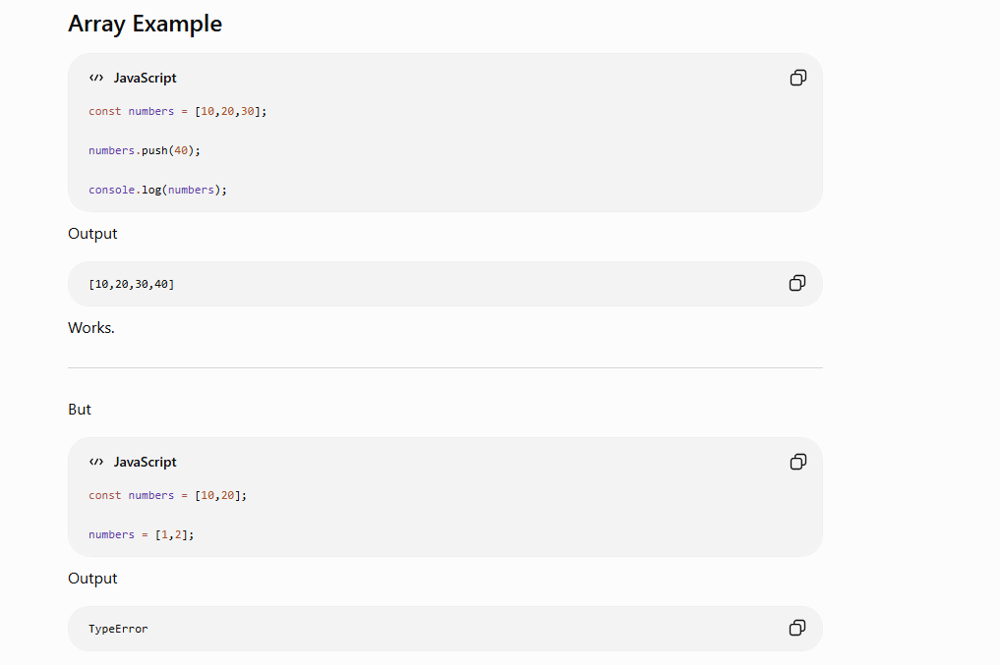 Array Example
JavaScript
const numbers = [10,20,30];
numbers.push(40);
console.log(numbers);
Output
[10,20,30,40]
Works.
But
JavaScript
const numbers = [10,20];
numbers = [1,2];
Output
TypeError